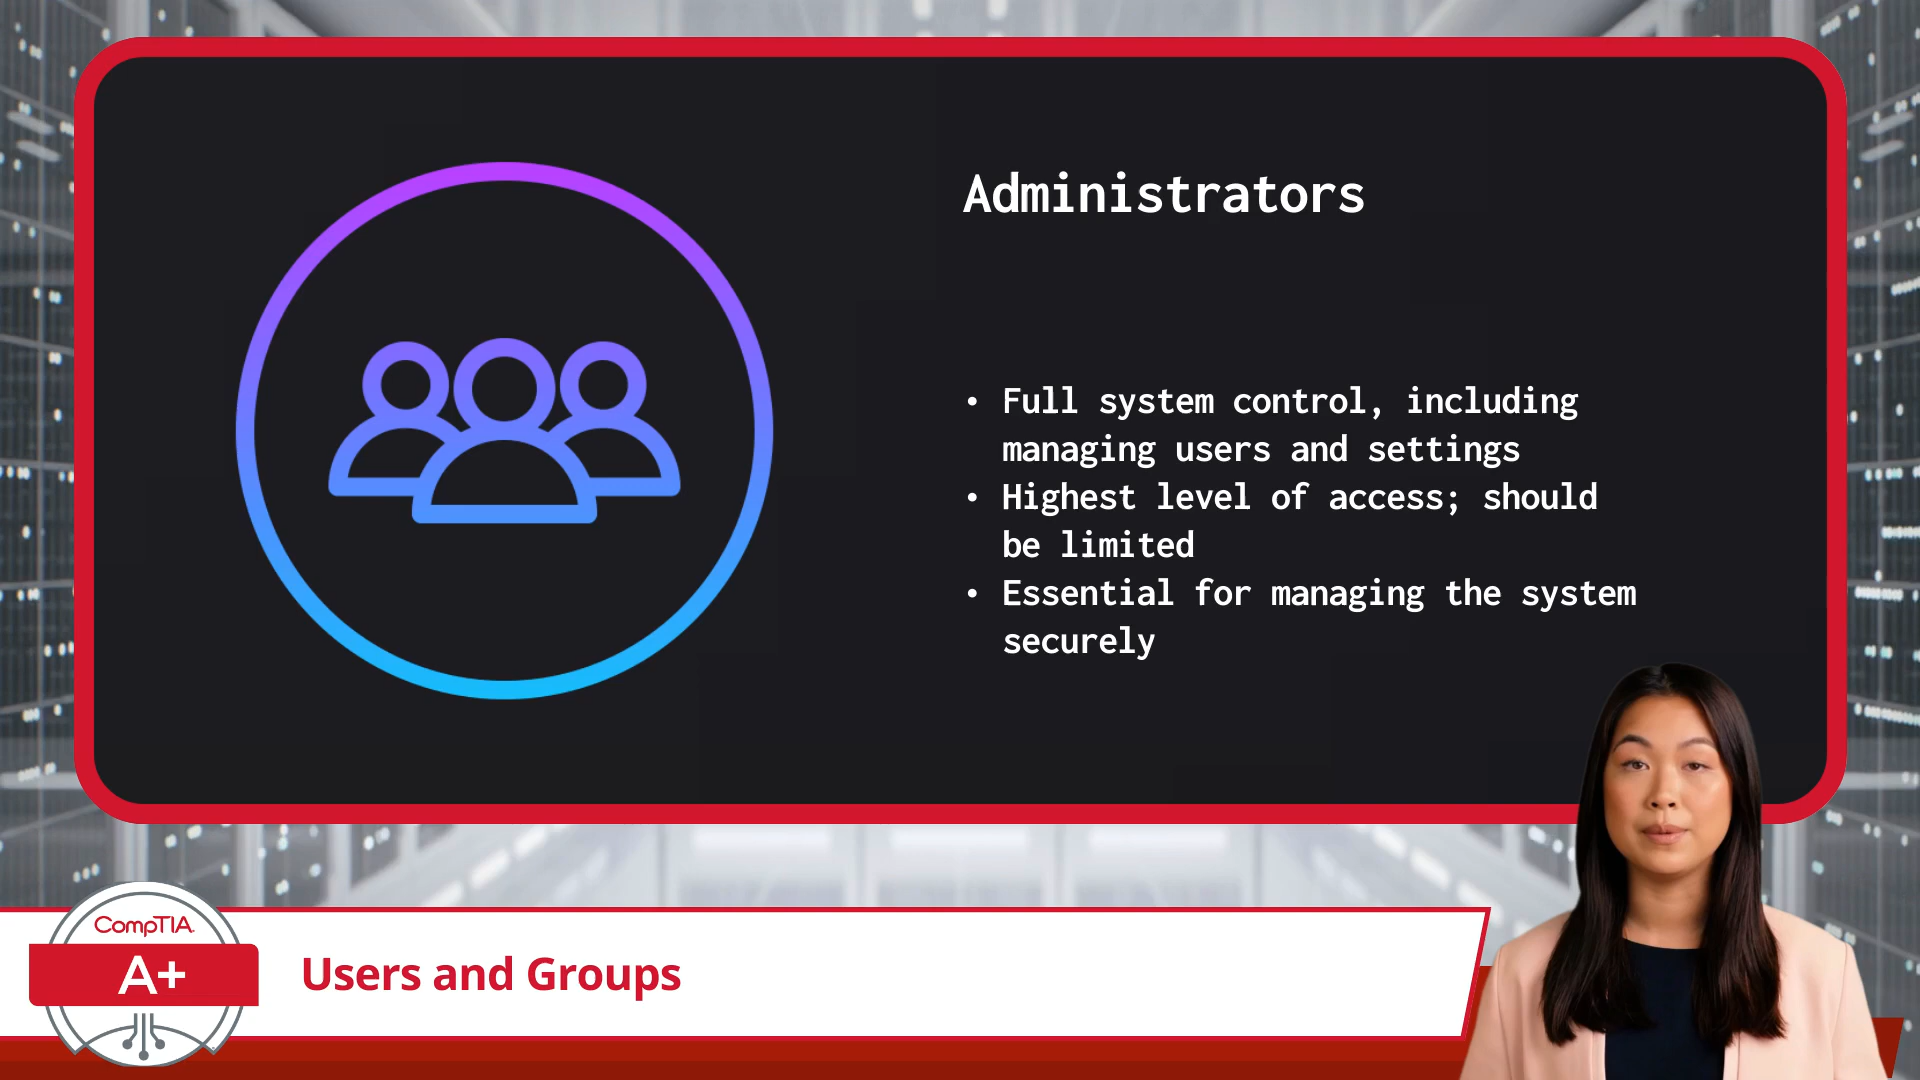 Administrators
• Full system control, including
managing users and settings
• Highest level of access; should
be limited
• Essential for managing the system
securely
CompTIA.
A+
Users and Groups